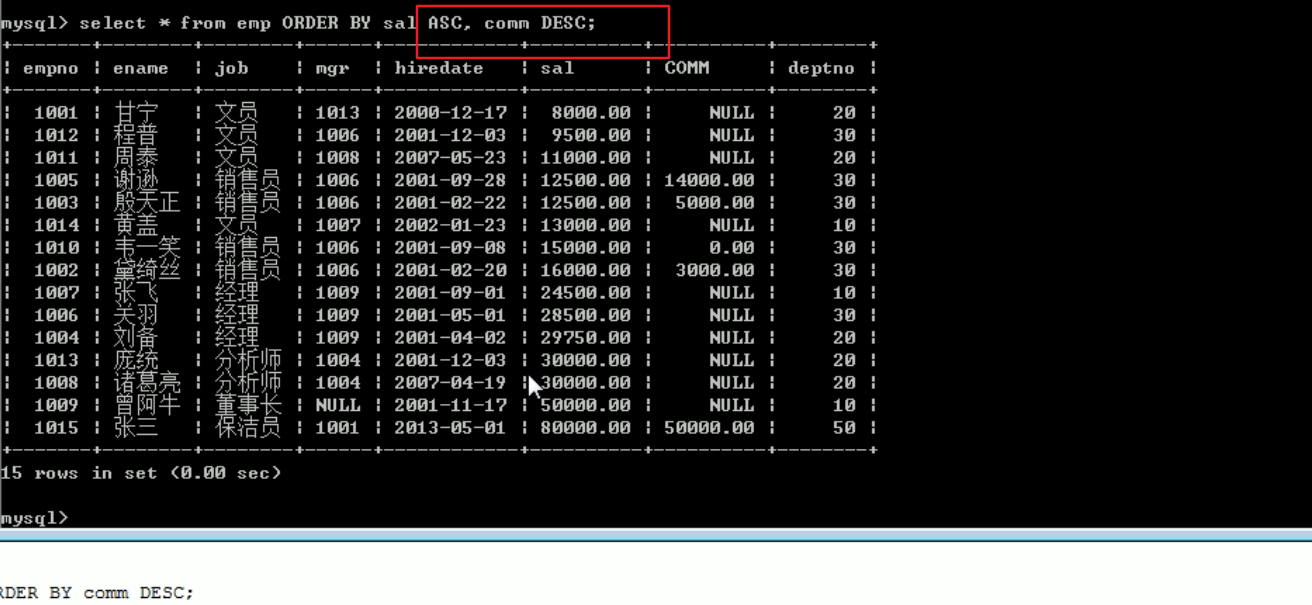 mysql> select * from emp ORDER BY sal ASC, comm DESC;
| empno | ename | job | mgr | hiredate | sal | COMM | deptno |
| 1001 | 甘宁 | 文员 | 1013 | 2000-12-17 | 8000.00 | NULL | 20 |
| 1012 | 程普 | 文员 | 1006 | 2001-12-03 | 9500.00 | NULL | 30 |
| 1011 | 周泰 | 文员 | 1008 | 2007-05-23 | 11000.00 | NULL | 20 |
| 1005 | 谢逊 | 销售员 | 1006 | 2001-09-28 | 12500.00 | 14000.00 | 30 |
| 1003 | 殷天正 | 销售员 | 1006 | 2001-02-22 | 12500.00 | 5000.00 | 30 |
| 1014 | 黄盖 | 文员 | 1007 | 2002-01-23 | 13000.00 | NULL | 10 |
| 1010 | 韦一笑 | 销售员 | 1006 | 2001-09-08 | 15000.00 | 0.00 | 30 |
| 1002 | 黛绮丝 | 销售员 | 1006 | 2001-02-20 | 16000.00 | 3000.00 | 30 |
| 1007 | 张飞 | 经理 | 1009 | 2001-09-01 | 24500.00 | NULL | 10 |
| 1006 | 关羽 | 经理 | 1009 | 2001-05-01 | 28500.00 | NULL | 30 |
| 1004 | 刘备 | 经理 | 1009 | 2001-04-02 | 29750.00 | NULL | 20 |
| 1013 | 庞统 | 分析师 | 1004 | 2001-12-03 | 30000.00 | NULL | 20 |
| 1008 | 诸葛亮 | 分析师 | 1004 | 2007-04-19 | 30000.00 | NULL | 20 |
| 1009 | 曾阿牛 | 董事长 | NULL | 2001-11-17 | 50000.00 | NULL | 10 |
| 1015 | 张三 | 保洁员 | 1001 | 2013-05-01 | 80000.00 | 50000.00 | 50 |
15 rows in set (0.00 sec)
mysql>
RDER BY comm DESC;